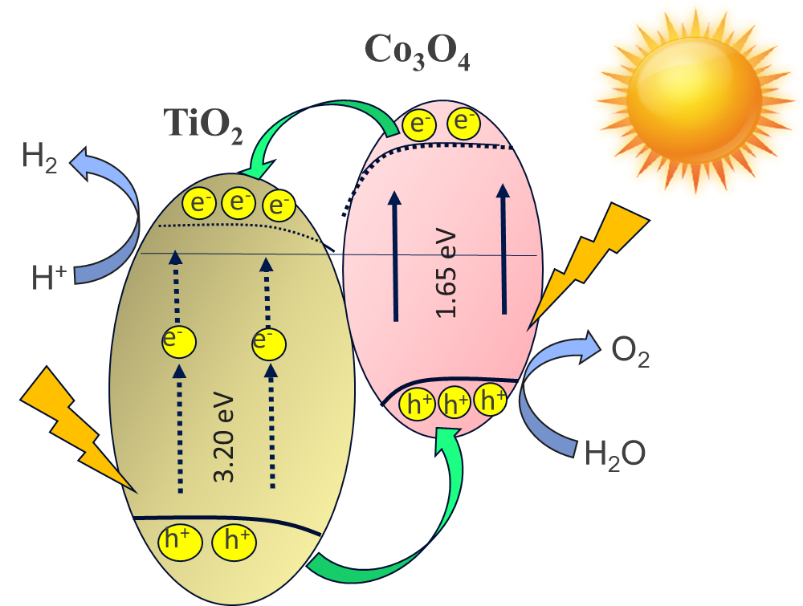 Co₃O₄
TiO₂
e⁻ e⁻
H₂
e⁻ e⁻ e⁻
H⁺
1.65 eV
e⁻ e⁻
O₂
h⁺ h⁺ h⁺
3.20 eV
H₂O
h⁺ h⁺